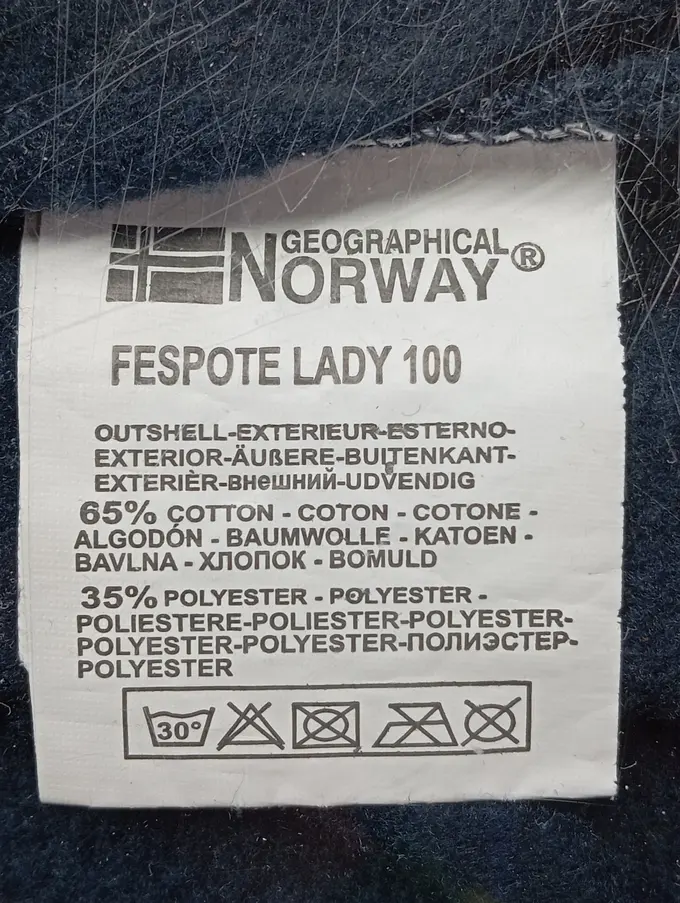 GEOGRAPHICAL
NORWAY®
FESPOTE LADY 100
OUTSHELL-EXTERIEUR-ESTERNO-
EXTERIOR-ÄUßERE-BUITENKANT-
EXTERIÈR-внешний-UDVENDIG
65% COTTON - COTON - COTONE -
ALGODÓN - BAUMWOLLE - KATOEN -
BAVLNA - ХЛОПОК - BOMULD
35% POLYESTER - POLYESTER -
POLIESTERE-POLIESTER-POLYESTER-
POLYESTER-POLYESTER-ПОЛИЭСТЕР-
POLYESTER
30°